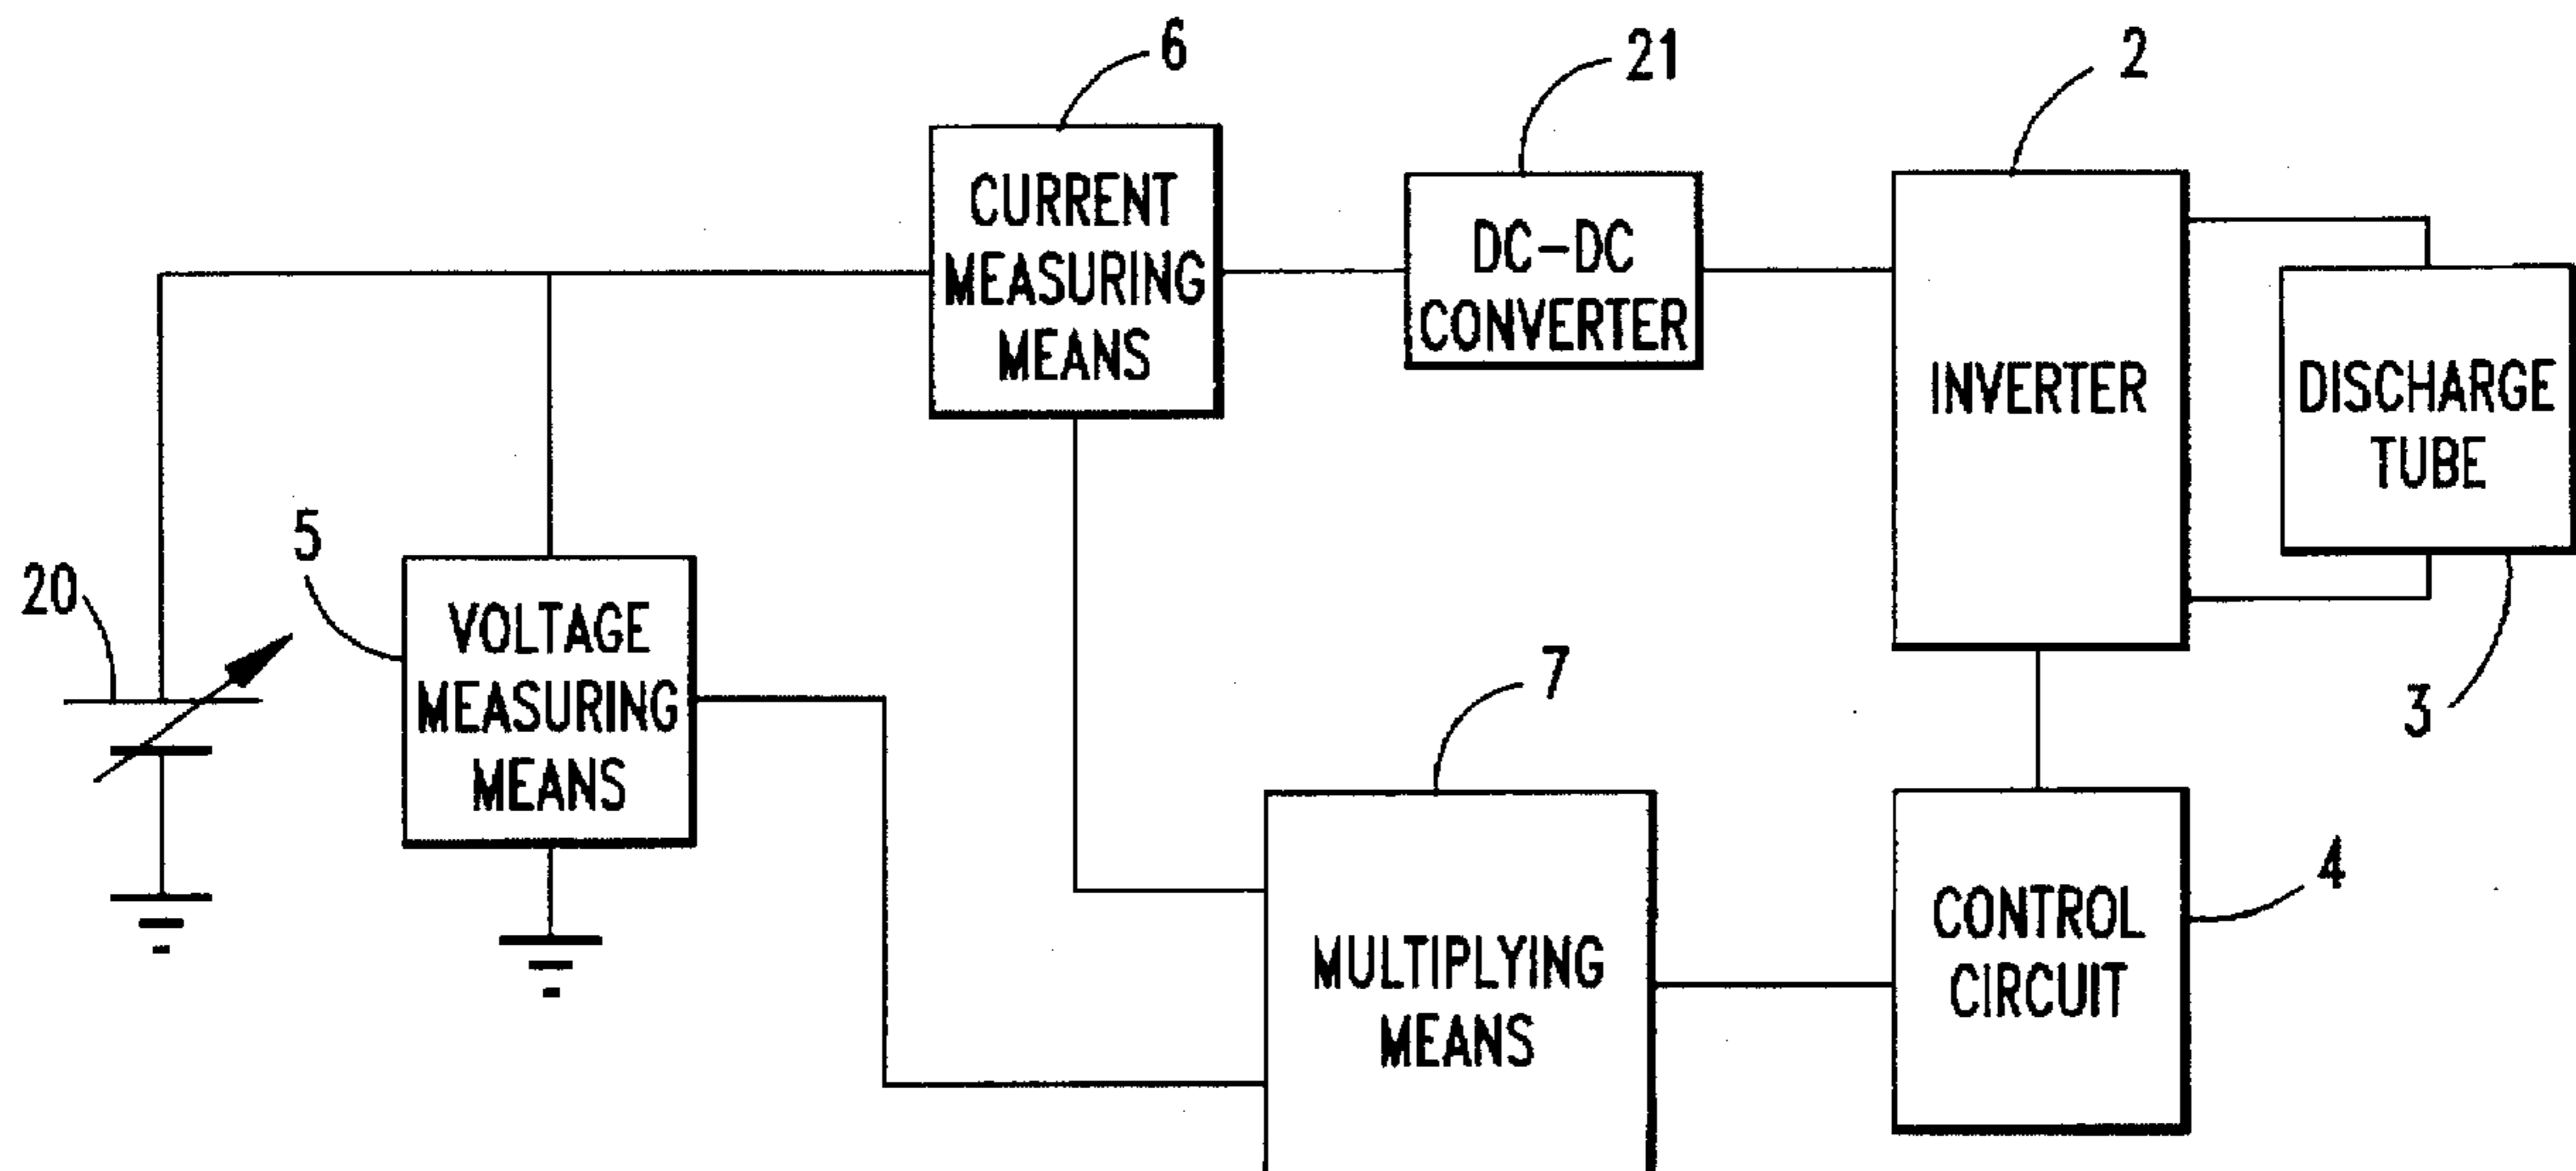 6
21
2
CURRENT
MEASURING
MEANS
DC-DC
CONVERTER
INVERTER
DISCHARGE
TUBE
5
20
VOLTAGE
MEASURING
MEANS
7
3
MULTIPLYING
MEANS
CONTROL
CIRCUIT
4